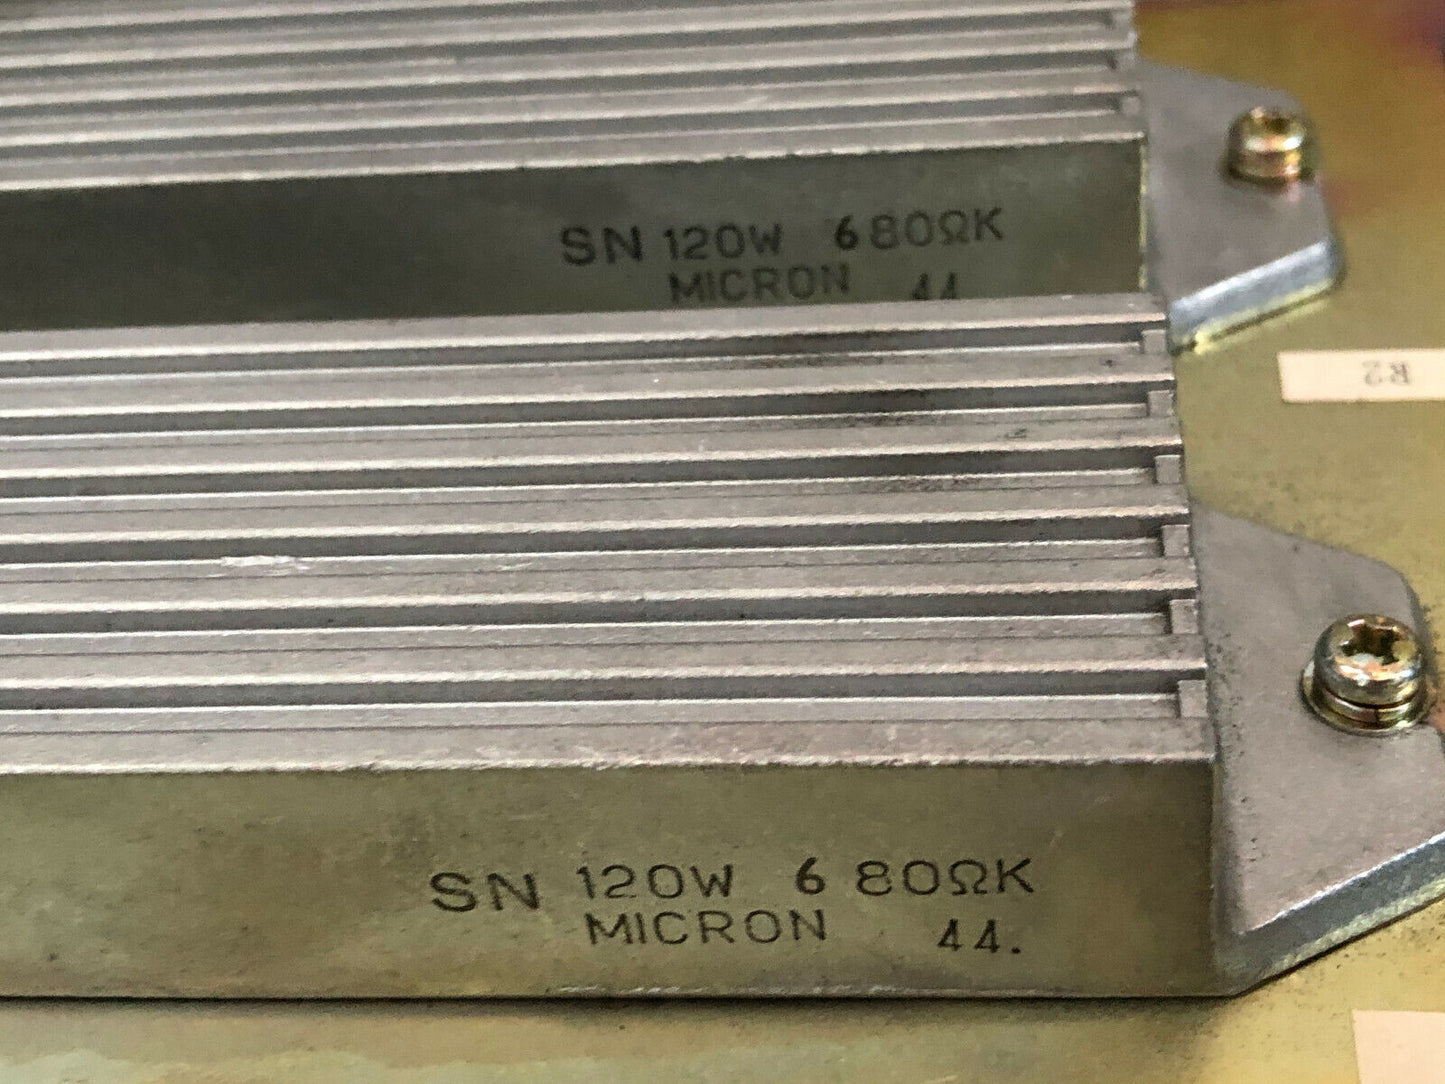 SN 120W 680ΩK
MICRON 44
R2
SN 120W 680ΩK
MICRON 44.